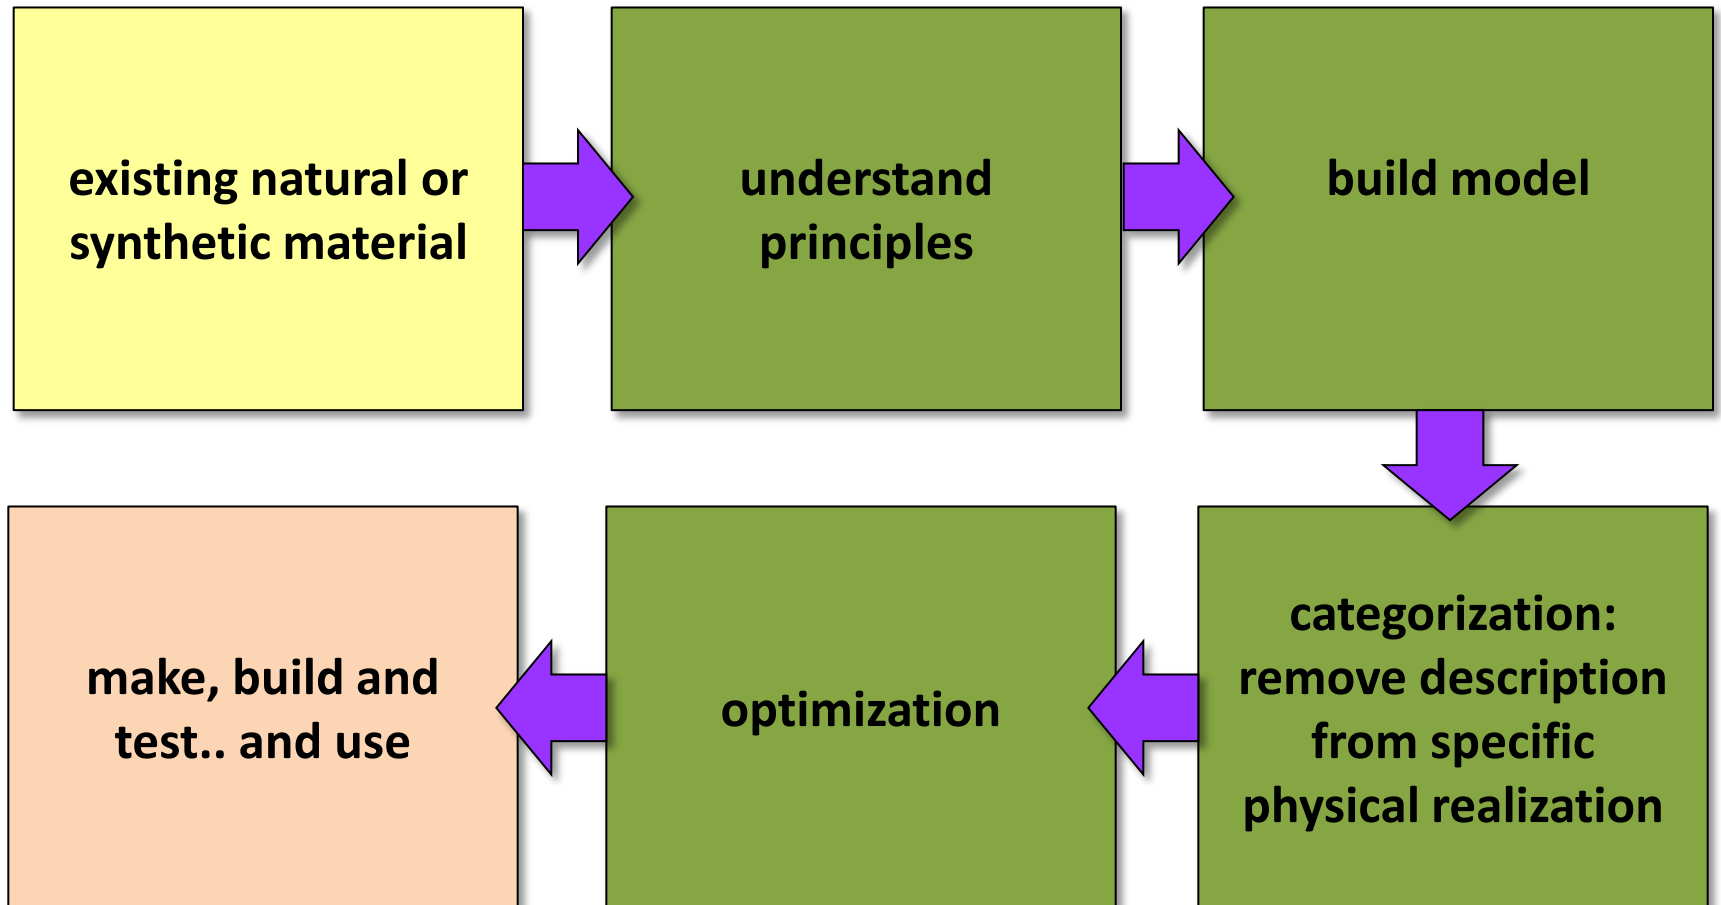 existing natural or
synthetic material
understand
principles
build model
categorization:
remove description
from specific
physical realization
optimization
make, build and
test.. and use